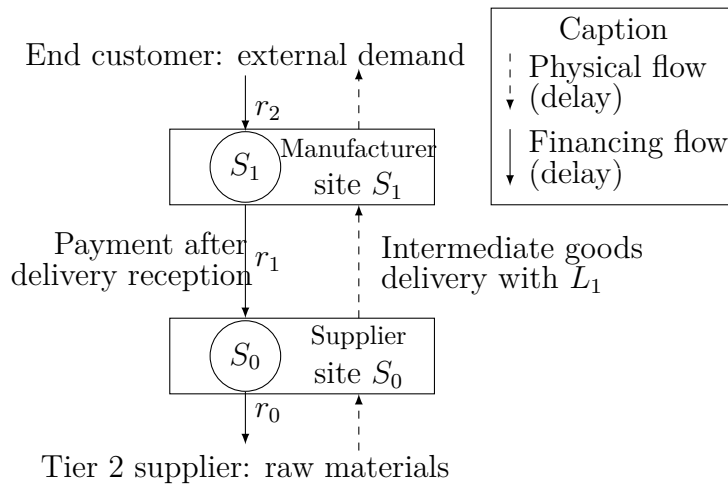 End customer: external demand
r₂
S₁
Manufacturer
site S₁
Payment after
delivery reception
r₁
Intermediate goods
delivery with L₁
S₀
Supplier
site S₀
r₀
Tier 2 supplier: raw materials
Caption
Physical flow
(delay)
Financing flow
(delay)